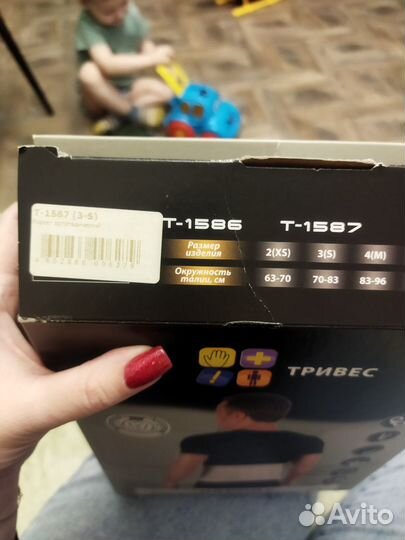 T-1587 (3-S)
T-1586 T-1587
Размер изделия 2(XS) 3(S) 4(M)
Окружность талии, см 63-70 70-83 83-96
ТРИВЕС
Avito